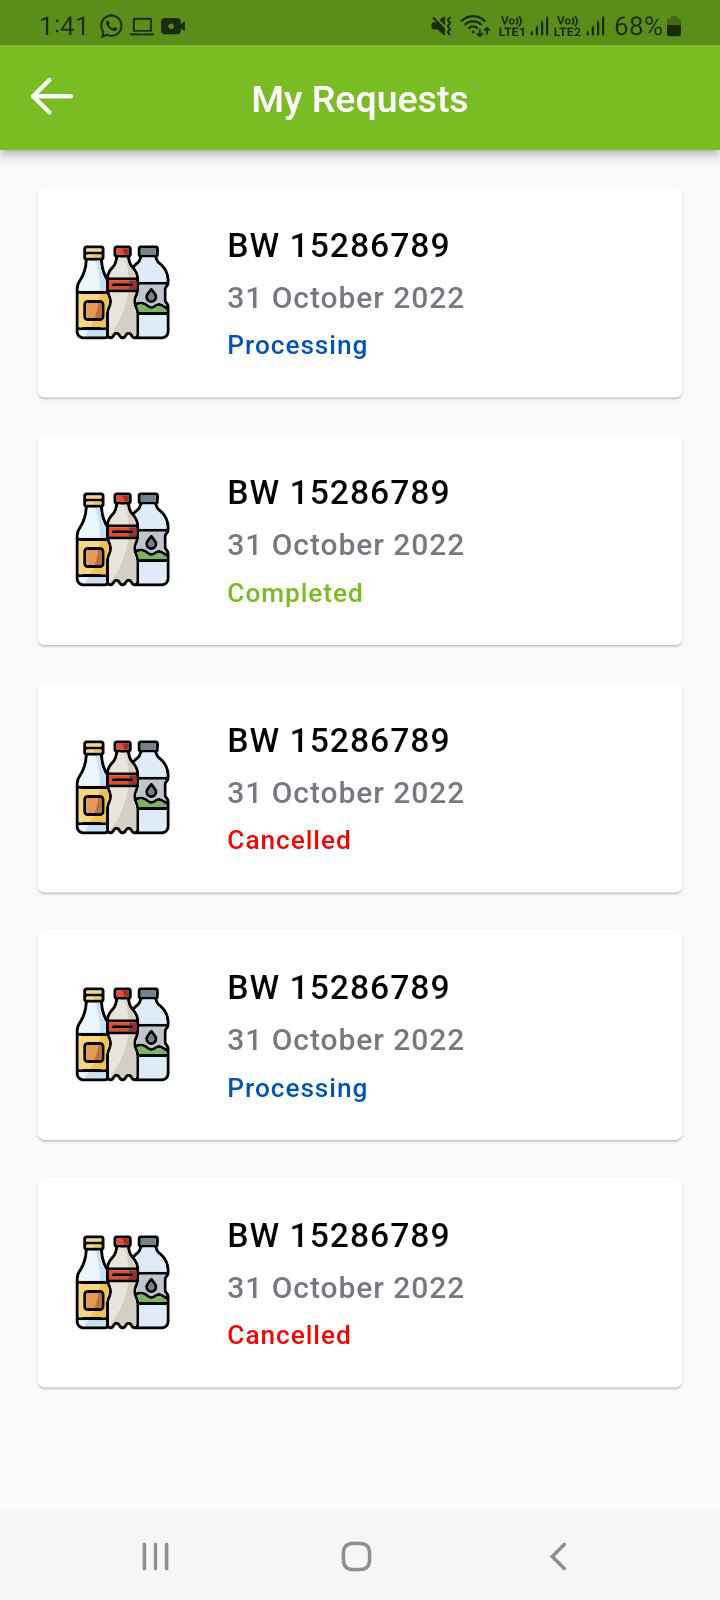 1:41
Vo)) LTE1 Vo)) LTE2 68%
My Requests
BW 15286789
31 October 2022
Processing
BW 15286789
31 October 2022
Completed
BW 15286789
31 October 2022
Cancelled
BW 15286789
31 October 2022
Processing
BW 15286789
31 October 2022
Cancelled